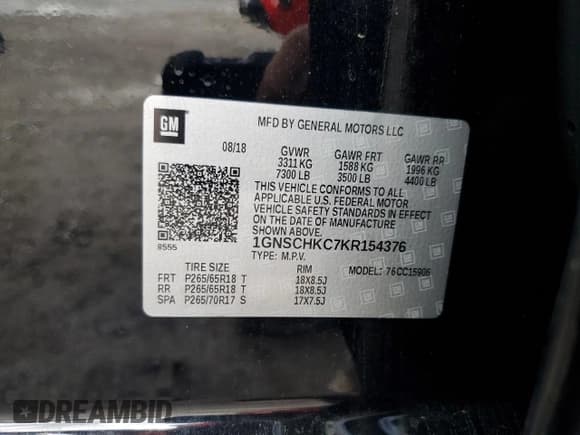 GM
MFD BY GENERAL MOTORS LLC
08/18 GVWR GAWR FRT GAWR RR
3311 KG 1588 KG 1996 KG
7300 LB 3500 LB 4400 LB
THIS VEHICLE CONFORMS TO ALL
APPLICABLE U.S. FEDERAL MOTOR
VEHICLE SAFETY STANDARDS IN EFFECT
ON THE DATE OF MANUFACTURE
SHOWN ABOVE.
8555 1GNSCHKC7KR154376
TYPE: M.P.V. MODEL: 76CC15906
TIRE SIZE RIM
FRT P265/65R18 T 18X8.5J
RR P265/65R18 T 18X8.5J
SPA P265/70R17 S 17X7.5J
DREAMBID